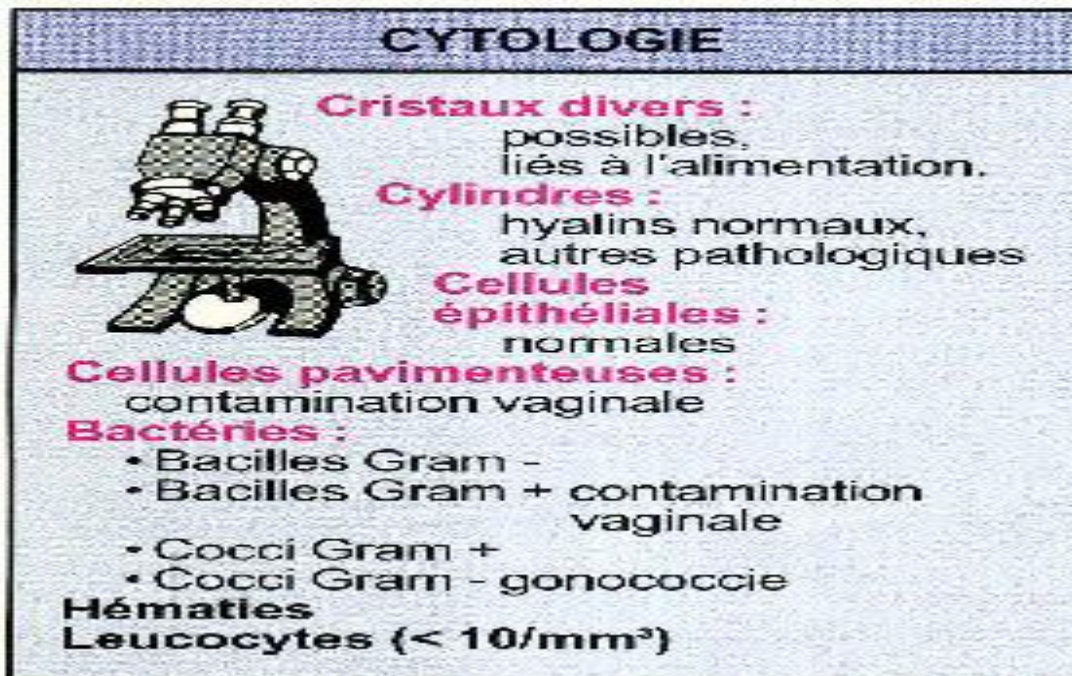 CYTOLOGIE
Cristaux divers :
possibles,
liés à l'alimentation.
Cylindres :
hyalins normaux,
autres pathologiques
Cellules
épithéliales :
normales
Cellules pavimenteuses :
contamination vaginale
Bactéries :
• Bacilles Gram -
• Bacilles Gram + contamination
vaginale
• Cocci Gram +
• Cocci Gram - gonococcie
Hématies
Leucocytes (< 10/mm³)